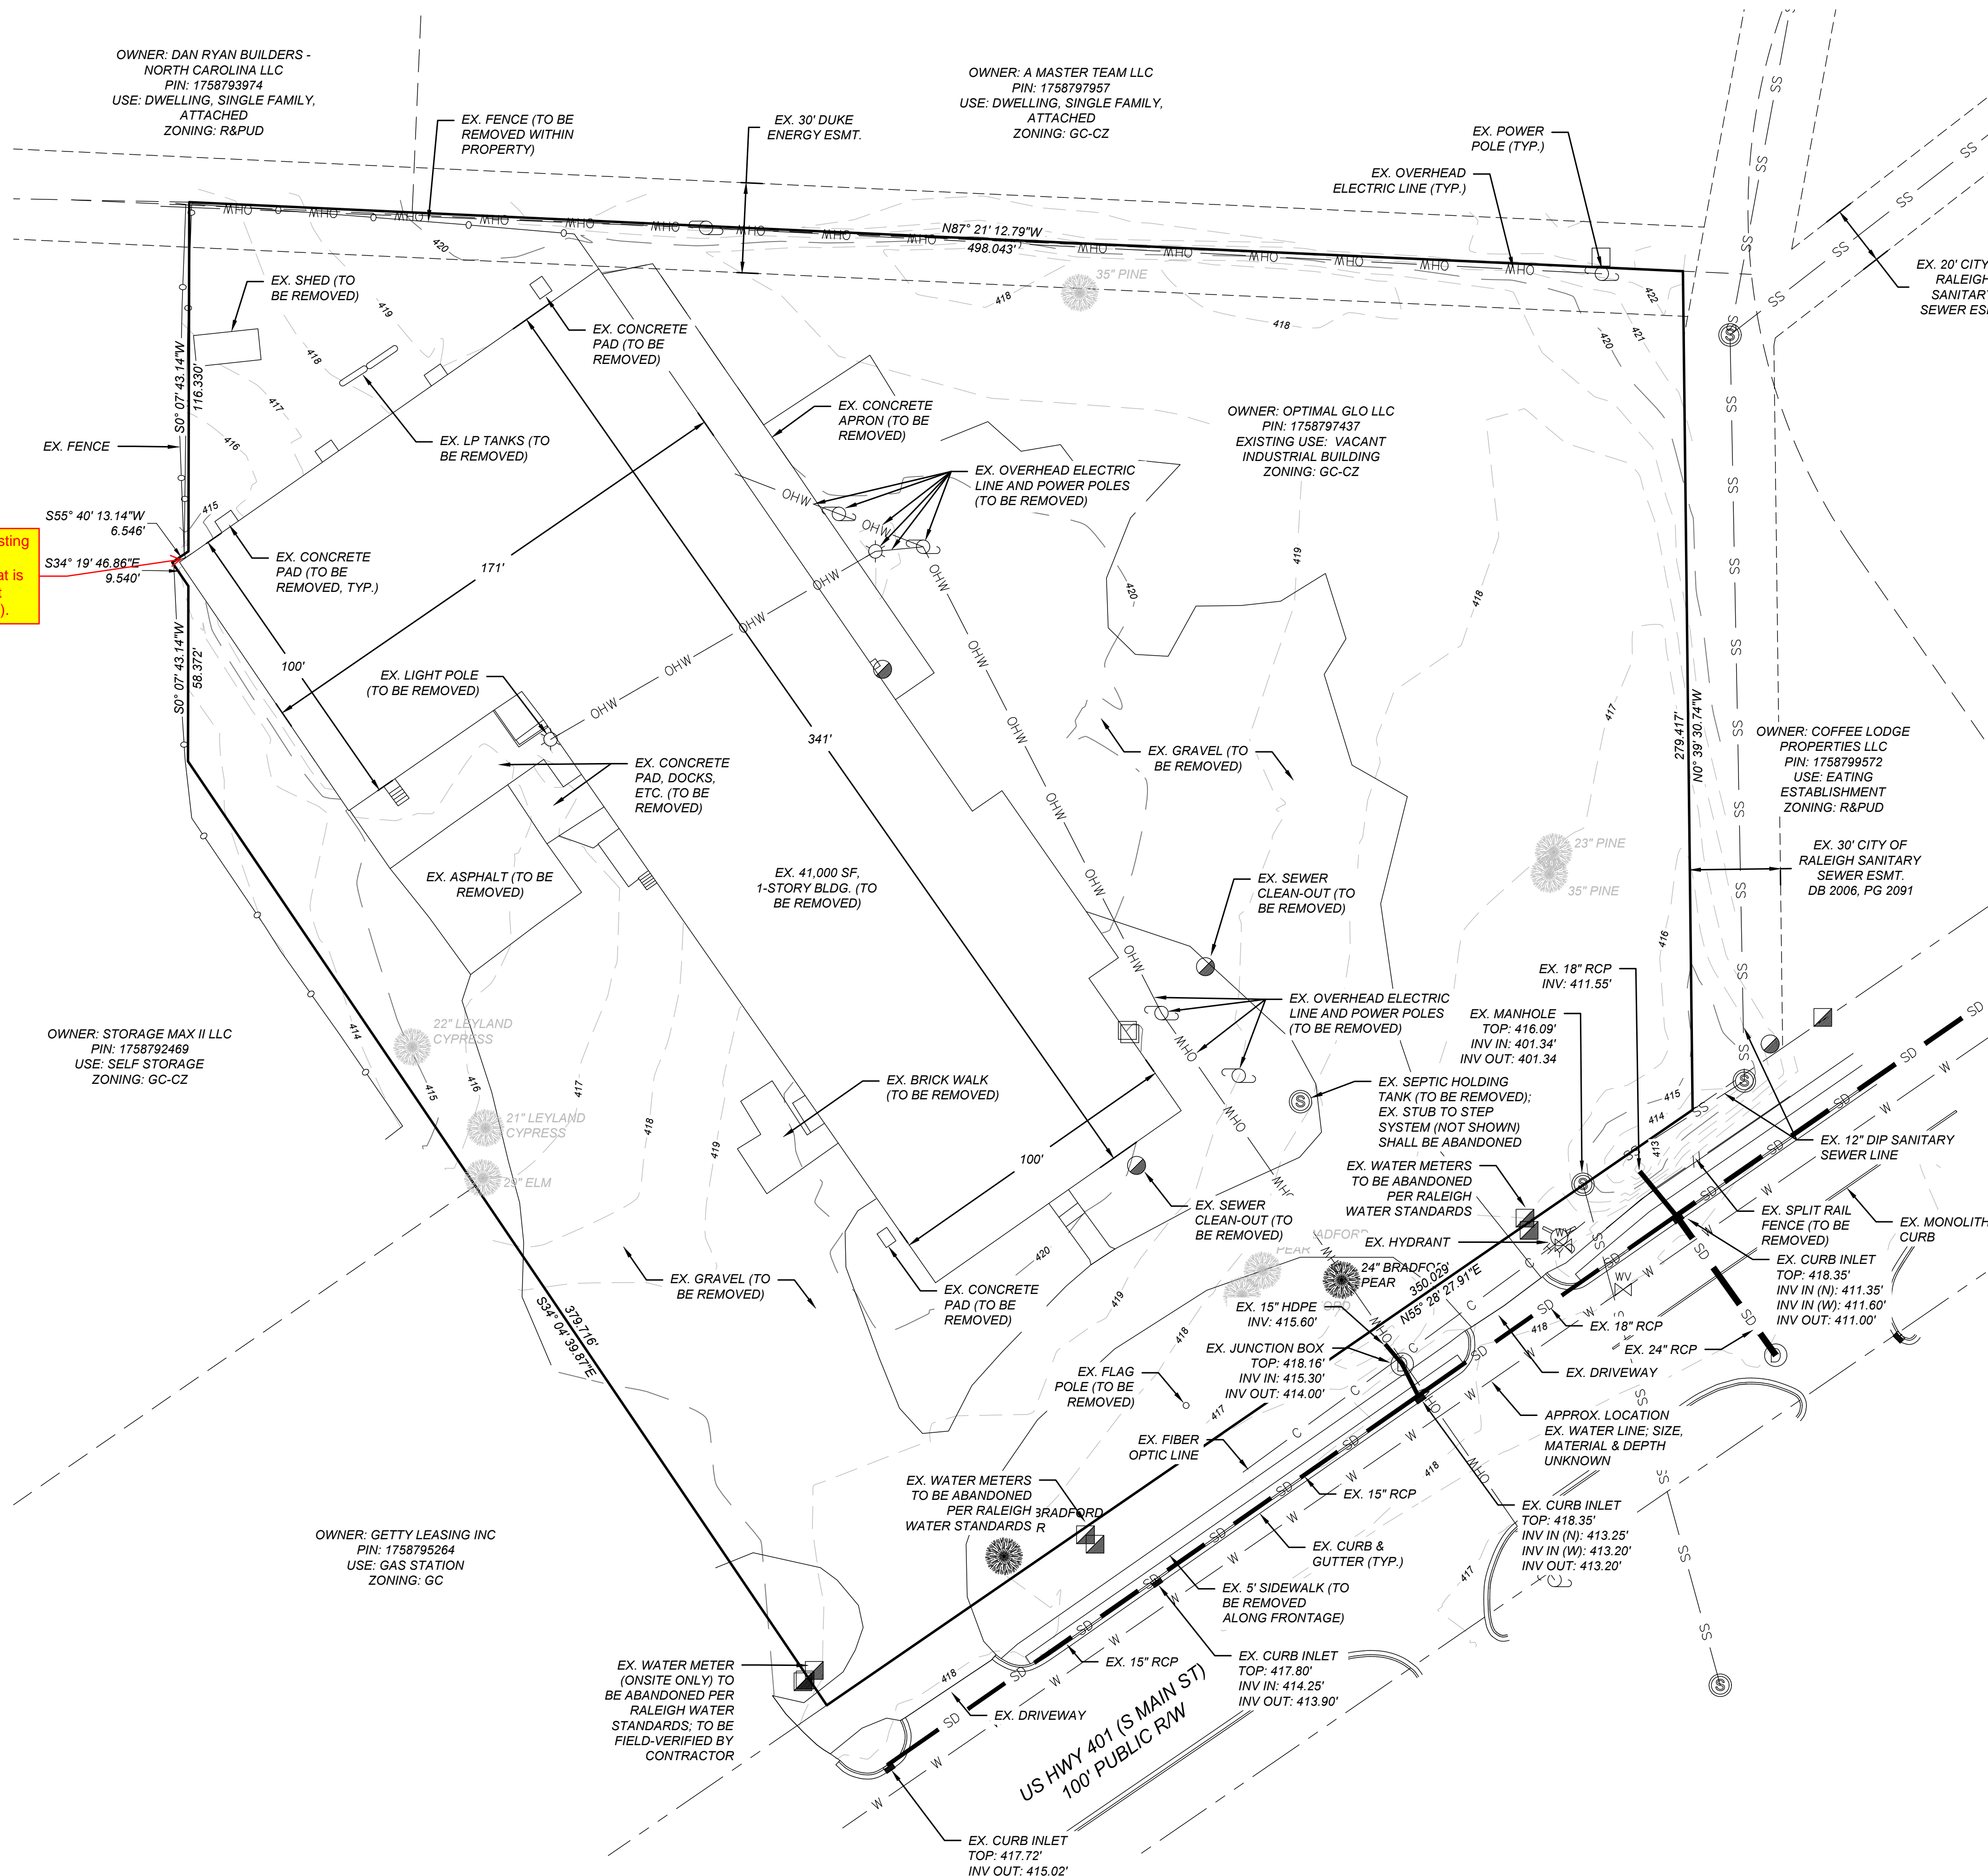 OWNER: DAN RYAN BUILDERS -
NORTH CAROLINA LLC
PIN: 1758793974
USE: DWELLING, SINGLE FAMILY,
ATTACHED
ZONING: R&PUD
OWNER: A MASTER TEAM LLC
PIN: 1758797957
USE: DWELLING, SINGLE FAMILY,
ATTACHED
ZONING: GC-CZ
EX. FENCE (TO BE
REMOVED WITHIN
PROPERTY)
EX. 30' DUKE
ENERGY ESMT.
EX. POWER
POLE (TYP.)
EX. OVERHEAD
ELECTRIC LINE (TYP.)
N87° 21' 12.79"W
498.043'
EX. 20' CITY
RALEIGH
SANITAR
SEWER ES
EX. SHED (TO
BE REMOVED)
EX. CONCRETE
PAD (TO BE
REMOVED)
35" PINE
S0° 07' 43.14"W
116.330'
EX. FENCE
EX. LP TANKS (TO
BE REMOVED)
EX. CONCRETE
APRON (TO BE
REMOVED)
OWNER: OPTIMAL GLO LLC
PIN: 1758797437
EXISTING USE: VACANT
INDUSTRIAL BUILDING
ZONING: GC-CZ
EX. OVERHEAD ELECTRIC
LINE AND POWER POLES
(TO BE REMOVED)
S55° 40' 13.14"W
6.546'
sting
at is
t
).
S34° 19' 46.86"E
9.540'
EX. CONCRETE
PAD (TO BE
REMOVED, TYP.)
171'
100'
S0° 07' 43.14"W
58.372'
EX. LIGHT POLE
(TO BE REMOVED)
341'
EX. CONCRETE
PAD, DOCKS,
ETC. (TO BE
REMOVED)
EX. GRAVEL (TO
BE REMOVED)
279.417'
N0° 39' 30.74"W
OWNER: COFFEE LODGE
PROPERTIES LLC
PIN: 1758799572
USE: EATING
ESTABLISHMENT
ZONING: R&PUD
EX. 30' CITY OF
RALEIGH SANITARY
SEWER ESMT.
DB 2006, PG 2091
23" PINE
35" PINE
EX. ASPHALT (TO BE
REMOVED)
EX. 41,000 SF,
1-STORY BLDG. (TO
BE REMOVED)
EX. SEWER
CLEAN-OUT (TO
BE REMOVED)
EX. 18" RCP
INV: 411.55'
EX. OVERHEAD ELECTRIC
LINE AND POWER POLES
(TO BE REMOVED)
EX. MANHOLE
TOP: 416.09'
INV IN: 401.34'
INV OUT: 401.34
OWNER: STORAGE MAX II LLC
PIN: 1758792469
USE: SELF STORAGE
ZONING: GC-CZ
22" LEYLAND
CYPRESS
21" LEYLAND
CYPRESS
29" ELM
EX. BRICK WALK
(TO BE REMOVED)
EX. SEPTIC HOLDING
TANK (TO BE REMOVED);
EX. STUB TO STEP
SYSTEM (NOT SHOWN)
SHALL BE ABANDONED
EX. 12" DIP SANITARY
SEWER LINE
100'
EX. WATER METERS
TO BE ABANDONED
PER RALEIGH
WATER STANDARDS
EX. SEWER
CLEAN-OUT (TO
BE REMOVED)
EX. SPLIT RAIL
FENCE (TO BE
REMOVED)
EX. MONOLITH
CURB
EX. HYDRANT
EX. CURB INLET
TOP: 418.35'
INV IN (N): 411.35'
INV IN (W): 411.60'
INV OUT: 411.00'
EX. GRAVEL (TO
BE REMOVED)
EX. CONCRETE
PAD (TO BE
REMOVED)
ADFORD
PEAR
24" BRADFO
PEAR
350.029'
N55° 28' 27.91"E
EX. 15" HDPE
INV: 415.60'
EX. JUNCTION BOX
TOP: 418.16'
INV IN: 415.30'
INV OUT: 414.00'
EX. 18" RCP
EX. 24" RCP
EX. DRIVEWAY
379.716'
S34° 04' 39.87"E
EX. FLAG
POLE (TO BE
REMOVED)
APPROX. LOCATION
EX. WATER LINE; SIZE,
MATERIAL & DEPTH
UNKNOWN
EX. FIBER
OPTIC LINE
EX. WATER METERS
TO BE ABANDONED
PER RALEIGH
WATER STANDARDS
BRADFORD
R
EX. 15" RCP
EX. CURB INLET
TOP: 418.35'
INV IN (N): 413.25'
INV IN (W): 413.20'
INV OUT: 413.20'
OWNER: GETTY LEASING INC
PIN: 1758795264
USE: GAS STATION
ZONING: GC
EX. CURB &
GUTTER (TYP.)
EX. 5' SIDEWALK (TO
BE REMOVED
ALONG FRONTAGE)
EX. WATER METER
(ONSITE ONLY) TO
BE ABANDONED PER
RALEIGH WATER
STANDARDS; TO BE
FIELD-VERIFIED BY
CONTRACTOR
EX. 15" RCP
EX. CURB INLET
TOP: 417.80'
INV IN: 414.25'
INV OUT: 413.90'
EX. DRIVEWAY
US HWY 401 (S MAIN ST)
100' PUBLIC R/W
EX. CURB INLET
TOP: 417.72'
INV OUT: 415.02'